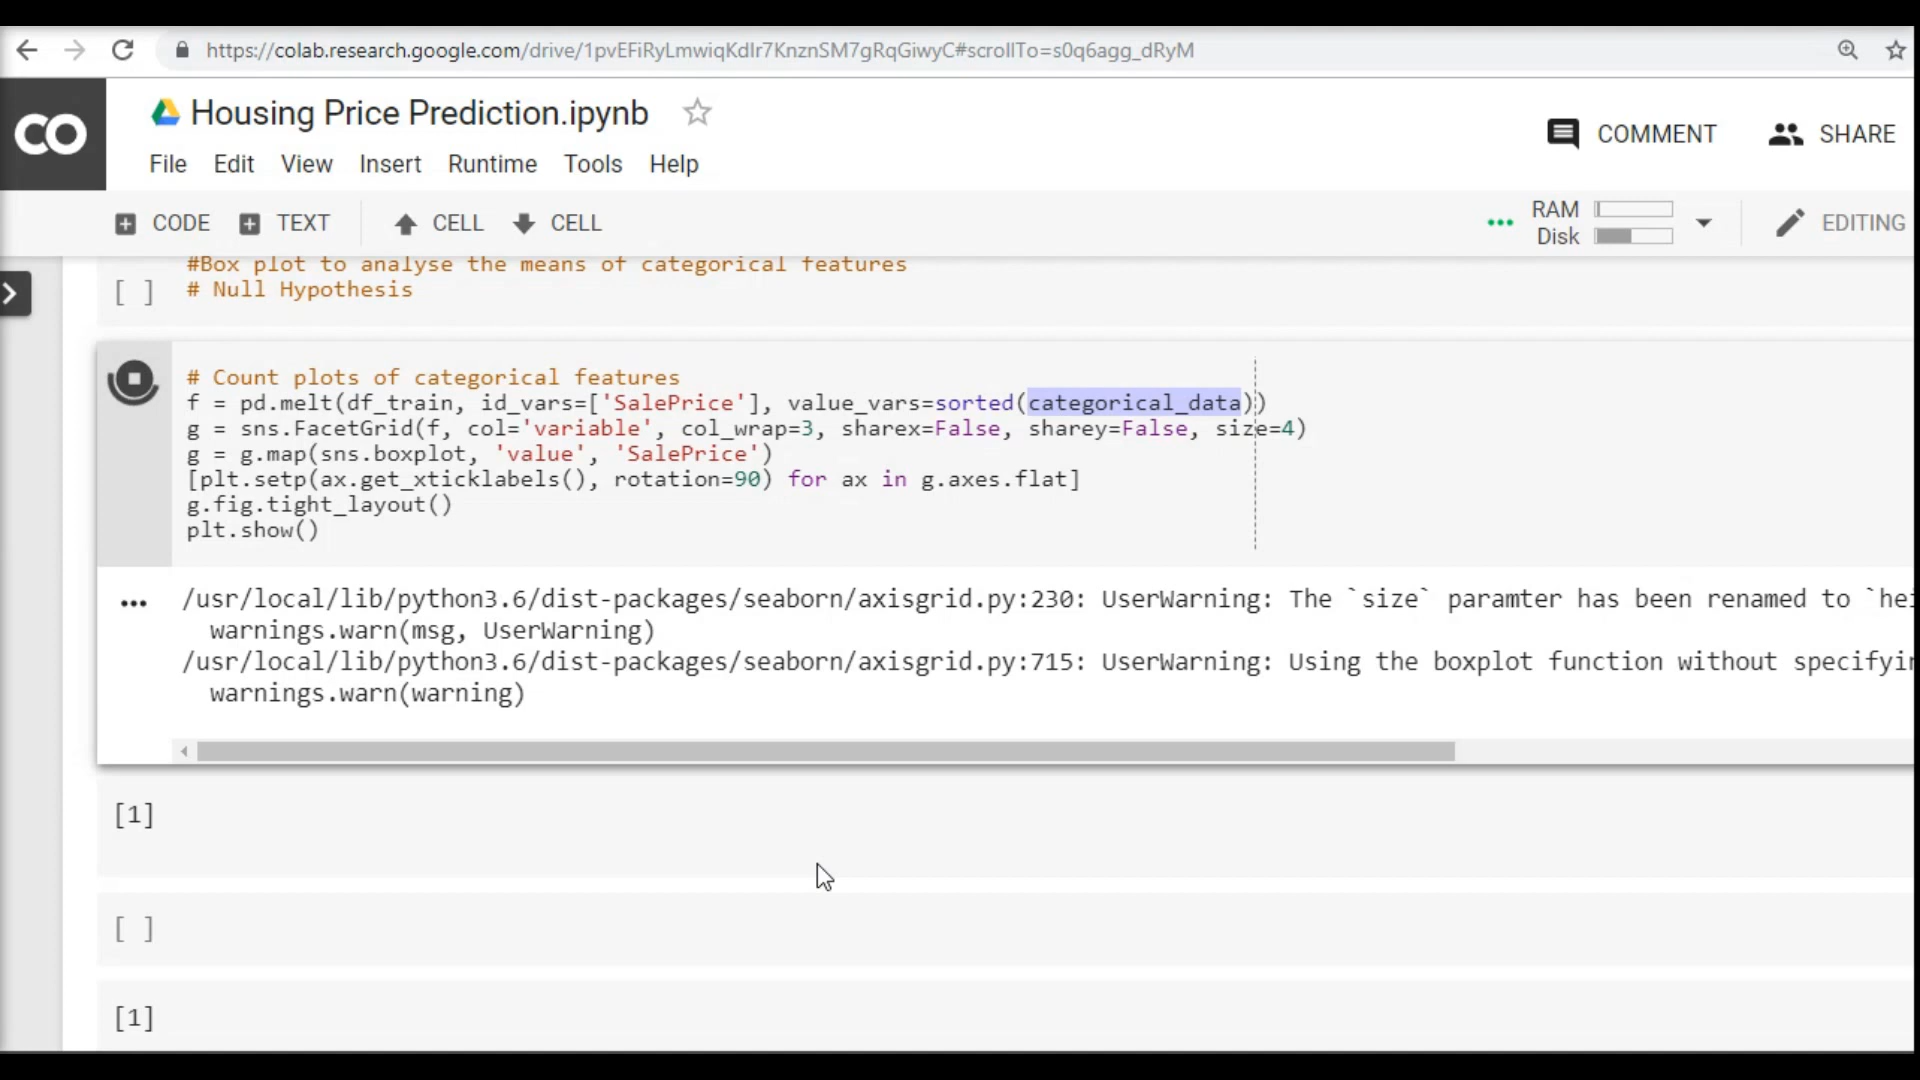 https://colab.research.google.com/drive/1pvEFiRyLmwiqKdIr7KnznSM7gRqGiwyC#scrollTo=s0q6agg_dRyM
CO
Housing Price Prediction.ipynb
COMMENT SHARE
File Edit View Insert Runtime Tools Help
CODE TEXT CELL CELL
RAM
Disk
EDITING
#Box plot to analyse the means of categorical features
[ ] # Null Hypothesis
# Count plots of categorical features
f = pd.melt(df_train, id_vars=['SalePrice'], value_vars=sorted(categorical_data))
g = sns.FacetGrid(f, col='variable', col_wrap=3, sharex=False, sharey=False, size=4)
g = g.map(sns.boxplot, 'value', 'SalePrice')
[plt.setp(ax.get_xticklabels(), rotation=90) for ax in g.axes.flat]
g.fig.tight_layout()
plt.show()
/usr/local/lib/python3.6/dist-packages/seaborn/axisgrid.py:230: UserWarning: The `size` paramter has been renamed to `hei
warnings.warn(msg, UserWarning)
/usr/local/lib/python3.6/dist-packages/seaborn/axisgrid.py:715: UserWarning: Using the boxplot function without specifyin
warnings.warn(warning)
[1]
[ ]
[1]